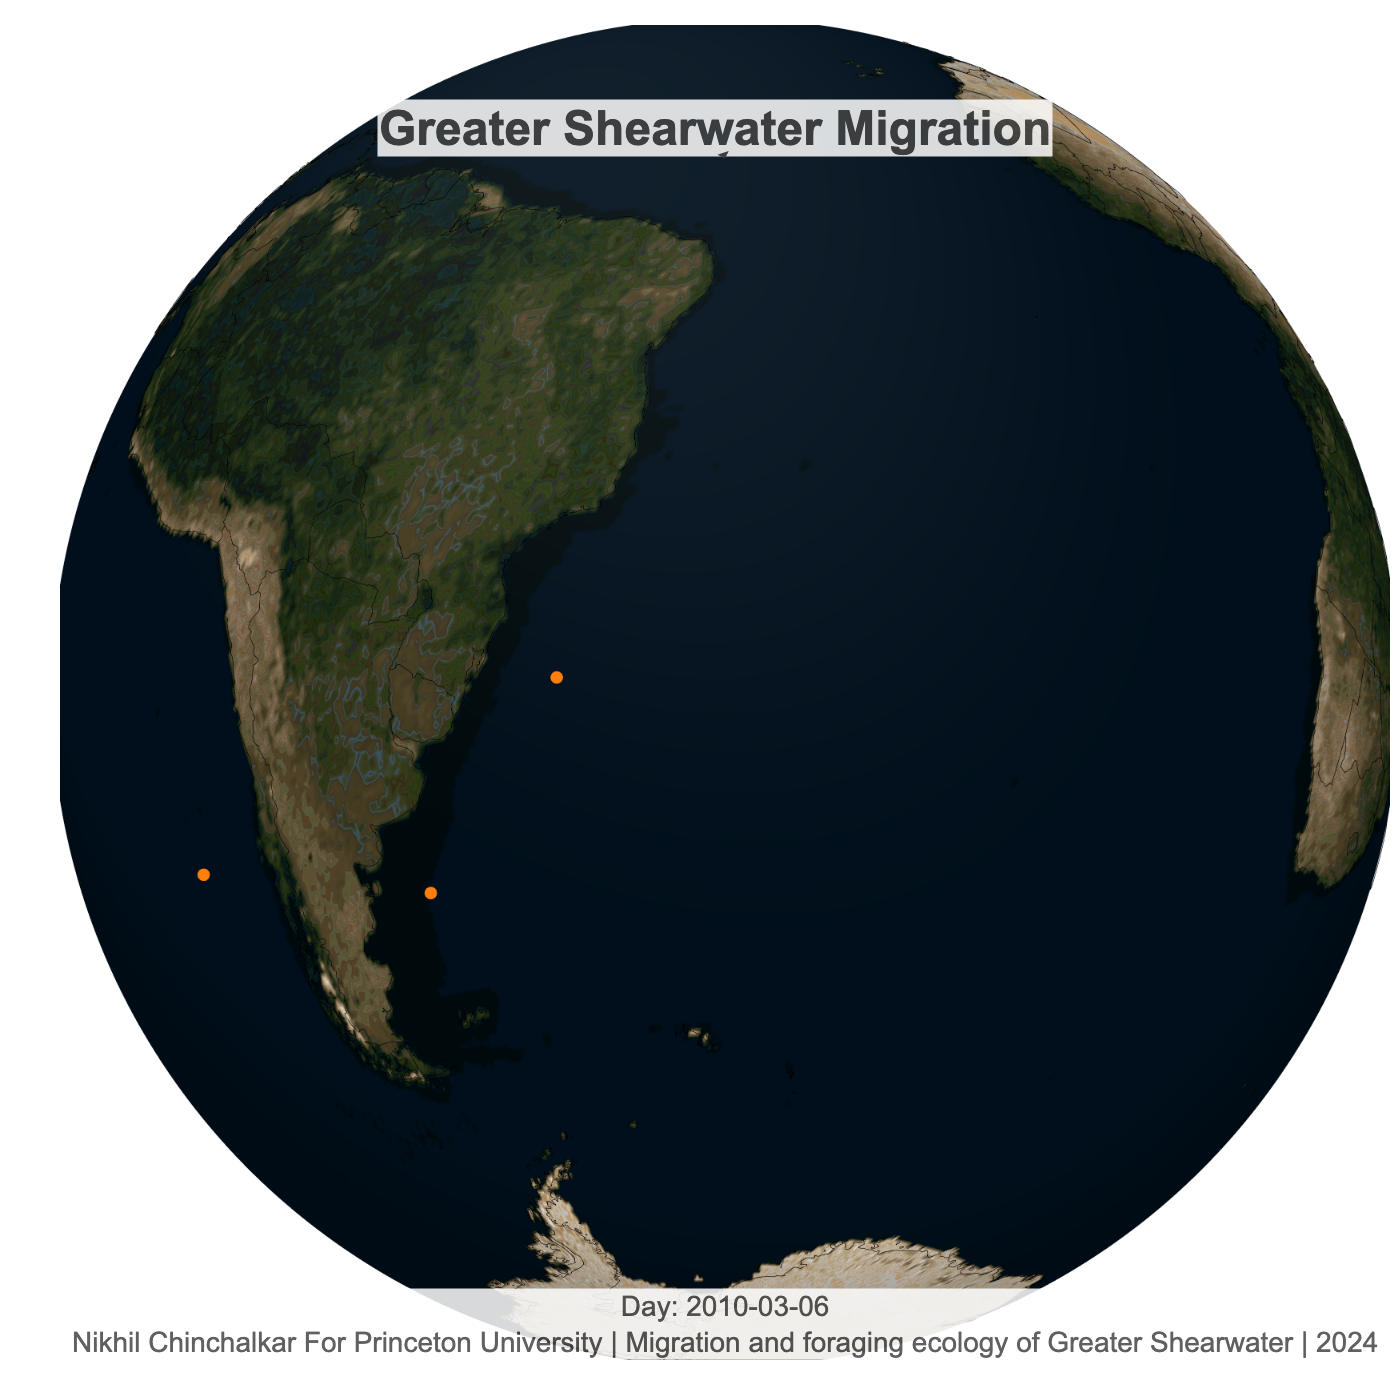 Greater Shearwater Migration
Day: 2010-03-06
Nikhil Chinchalkar For Princeton University | Migration and foraging ecology of Greater Shearwater | 2024